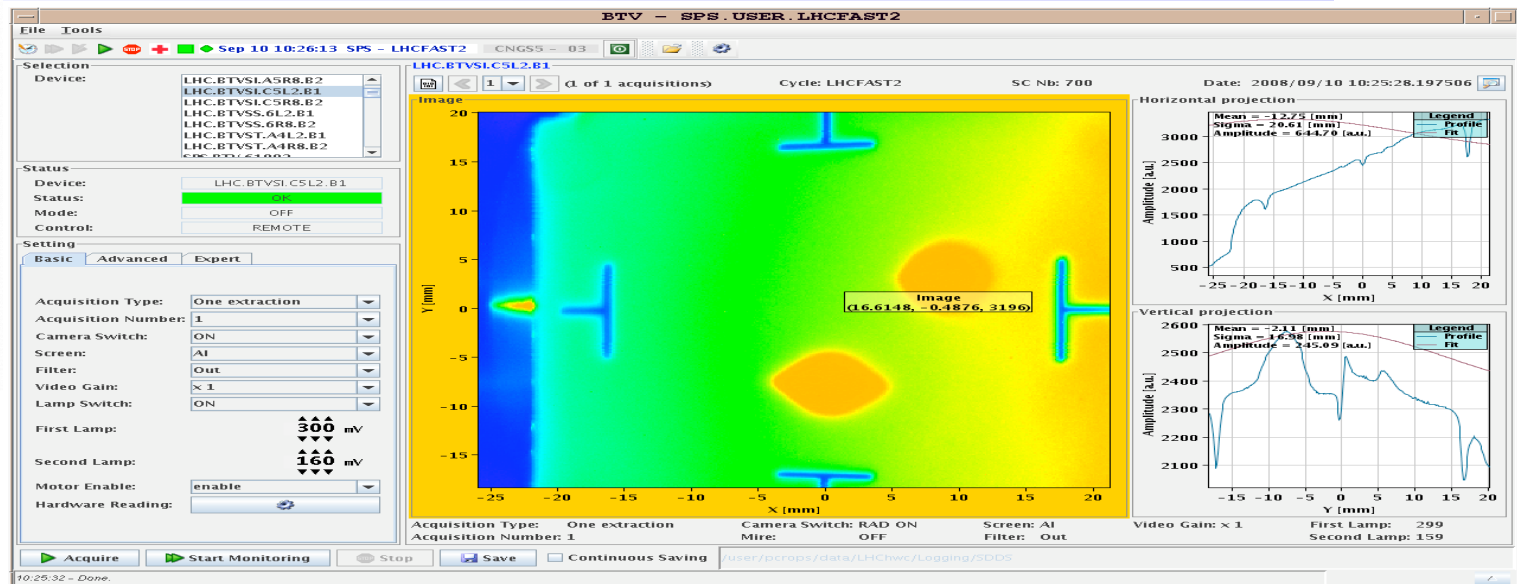 BTV - SPS.USER.LHCFAST2
File Tools
Sep 10 10:26:13 SPS - LHCFAST2 CNGS5 - 03
Selection
Device:
LHC.BTVSI.A5R8.B2
LHC.BTVSI.C5L2.B1
LHC.BTVSI.C5R8.B2
LHC.BTVSS.6L2.B1
LHC.BTVSS.6R8.B2
LHC.BTVST.A4L2.B1
LHC.BTVST.A4R8.B2
Status
Device: LHC.BTVSI.C5L2.B1
Status: OK
Mode: OFF
Control: REMOTE
Setting
Basic Advanced Expert
Acquisition Type: One extraction
Acquisition Number: 1
Camera Switch: ON
Screen: Al
Filter: Out
Video Gain: x 1
Lamp Switch: ON
First Lamp: 300 mV
Second Lamp: 160 mV
Motor Enable: enable
Hardware Reading:
LHC.BTVSI.C5L2.B1
1 (1 of 1 acquisitions) Cycle: LHCFAST2 SC Nb: 700 Date: 2008/09/10 10:25:28.197506
Image
20
15
10
5
0
-5
-10
-15
Y [mm]
Image
(16.6148, -0.4876, 3196)
-25 -20 -15 -10 -5 0 5 10 15 20
X [mm]
Horizontal projection
Mean = -12.75 [mm]
Sigma = 20.61 [mm]
Amplitude = 644.70 [a.u.]
Legend
Profile
Fit
3000
2500
2000
1500
1000
500
Amplitude [a.u.]
-25 -20 -15 -10 -5 0 5 10 15 20
X [mm]
Vertical projection
Mean = -2.11 [mm]
Sigma = 16.98 [mm]
Amplitude = 245.09 [a.u.]
Legend
Profile
Fit
2600
2500
2400
2300
2200
2100
Amplitude [a.u.]
-15 -10 -5 0 5 10 15 20
Y [mm]
Acquisition Type: One extraction Camera Switch: RAD ON Screen: Al Video Gain: x 1 First Lamp: 299
Acquisition Number: 1 Mire: OFF Filter: Out Second Lamp: 159
Acquire Start Monitoring Stop Save Continuous Saving /user/pcrops/data/LHChwc/Logging/SDDS
10:25:32 - Done.